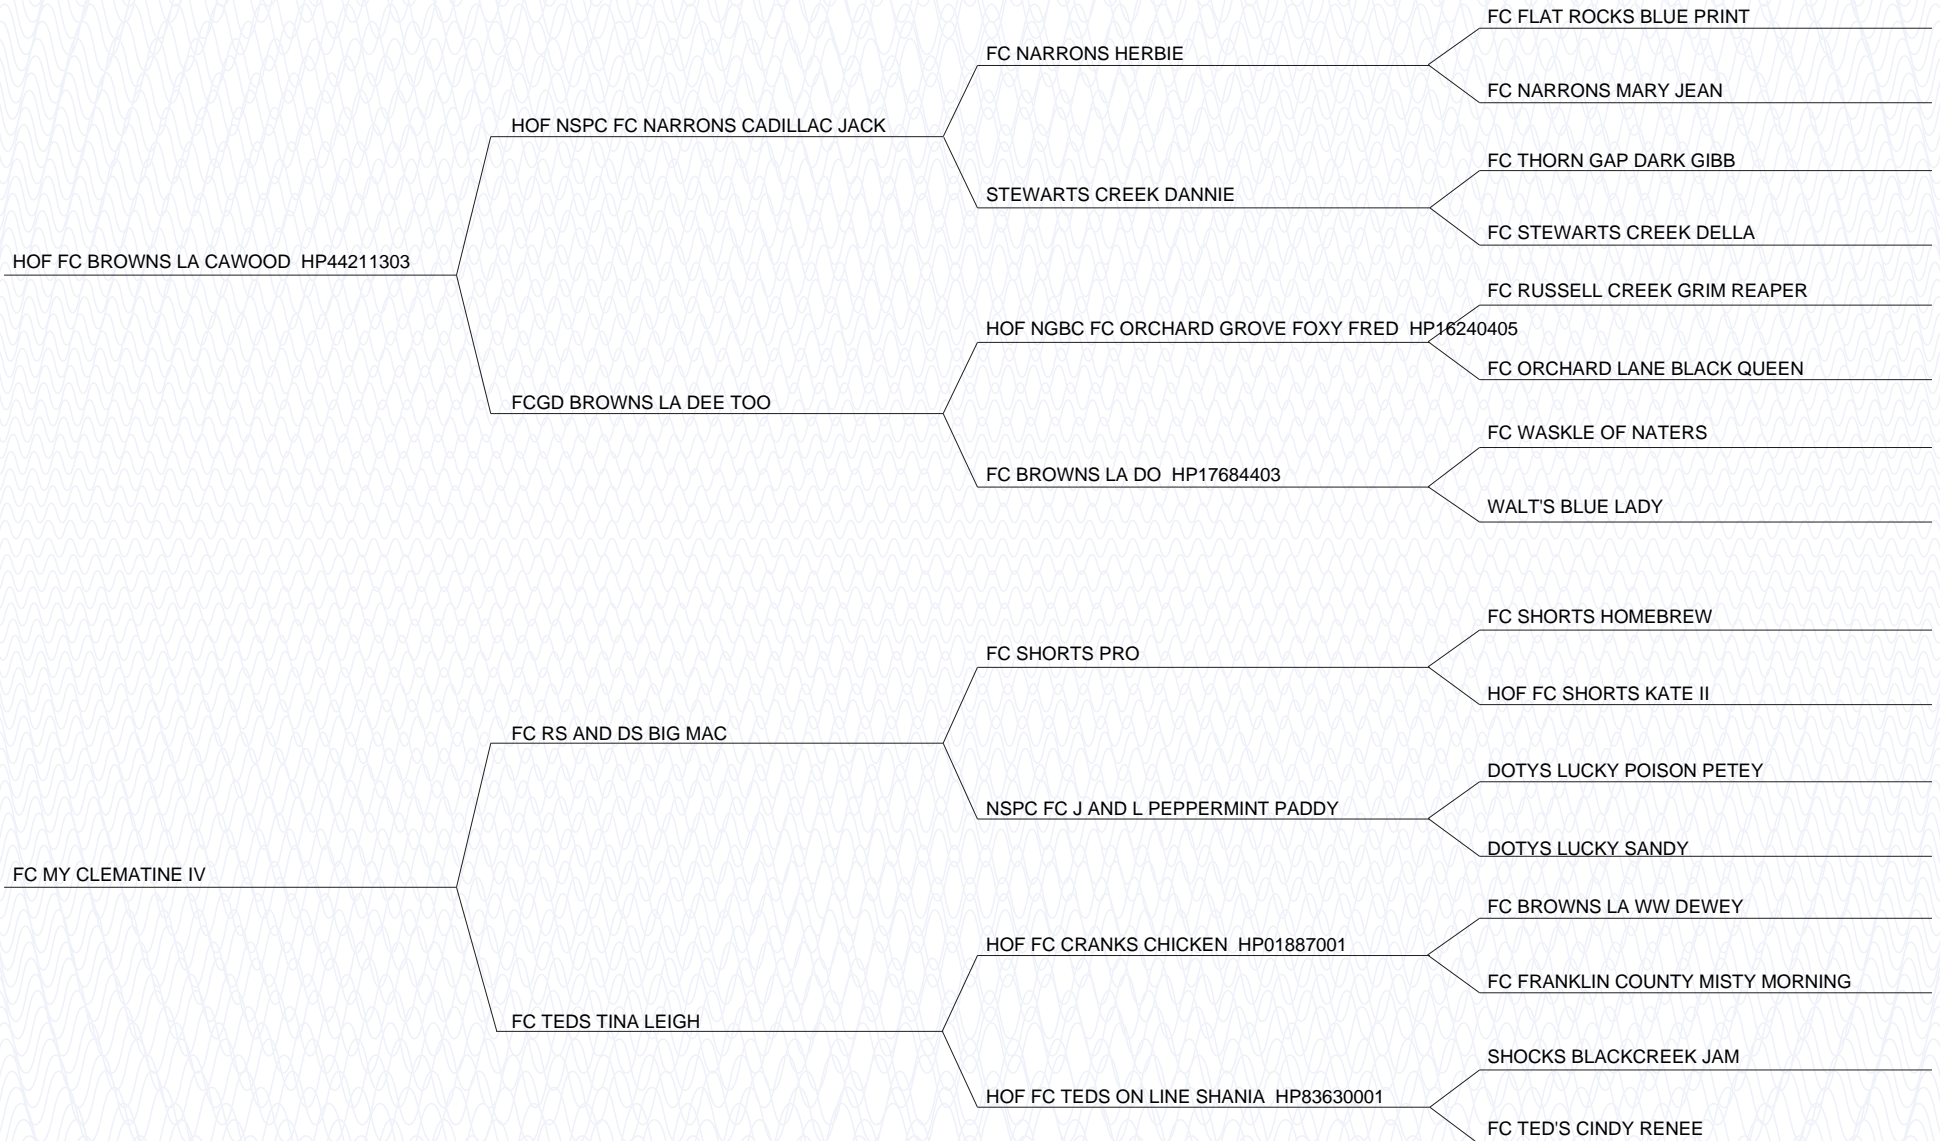 FC FLAT ROCKS BLUE PRINT
FC NARRONS HERBIE
FC NARRONS MARY JEAN
HOF NSPC FC NARRONS CADILLAC JACK
FC THORN GAP DARK GIBB
STEWARTS CREEK DANNIE
FC STEWARTS CREEK DELLA
HOF FC BROWNS LA CAWOOD HP44211303
FC RUSSELL CREEK GRIM REAPER
HOF NGBC FC ORCHARD GROVE FOXY FRED HP16240405
FC ORCHARD LANE BLACK QUEEN
FCGD BROWNS LA DEE TOO
FC WASKLE OF NATERS
FC BROWNS LA DO HP17684403
WALT'S BLUE LADY
FC SHORTS HOMEBREW
FC SHORTS PRO
HOF FC SHORTS KATE II
FC RS AND DS BIG MAC
DOTYS LUCKY POISON PETEY
NSPC FC J AND L PEPPERMINT PADDY
DOTYS LUCKY SANDY
FC MY CLEMATINE IV
FC BROWNS LA WW DEWEY
HOF FC CRANKS CHICKEN HP01887001
FC FRANKLIN COUNTY MISTY MORNING
FC TEDS TINA LEIGH
SHOCKS BLACKCREEK JAM
HOF FC TEDS ON LINE SHANIA HP83630001
FC TED'S CINDY RENEE